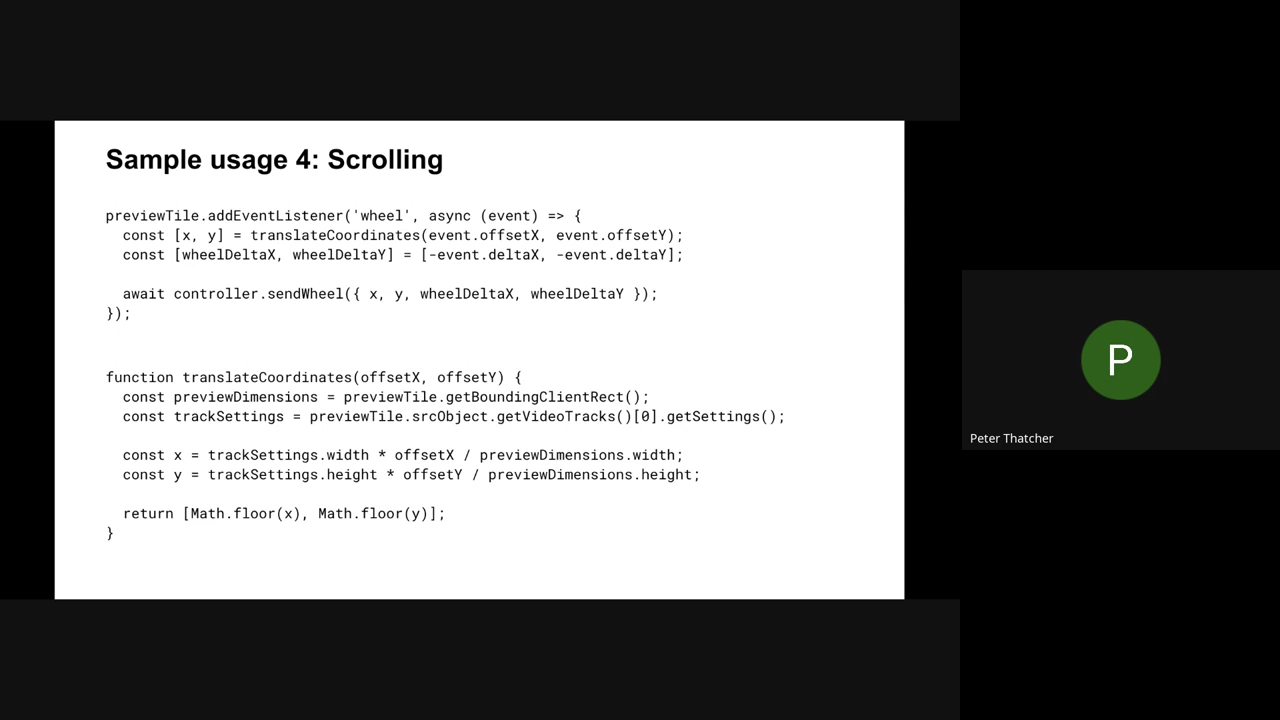 Sample usage 4: Scrolling
previewTile.addEventListener('wheel', async (event) => {
  const [x, y] = translateCoordinates(event.offsetX, event.offsetY);
  const [wheelDeltaX, wheelDeltaY] = [-event.deltaX, -event.deltaY];
  await controller.sendWheel({ x, y, wheelDeltaX, wheelDeltaY });
});
function translateCoordinates(offsetX, offsetY) {
  const previewDimensions = previewTile.getBoundingClientRect();
  const trackSettings = previewTile.srcObject.getVideoTracks()[0].getSettings();
  const x = trackSettings.width * offsetX / previewDimensions.width;
  const y = trackSettings.height * offsetY / previewDimensions.height;
  return [Math.floor(x), Math.floor(y)];
}
P
Peter Thatcher